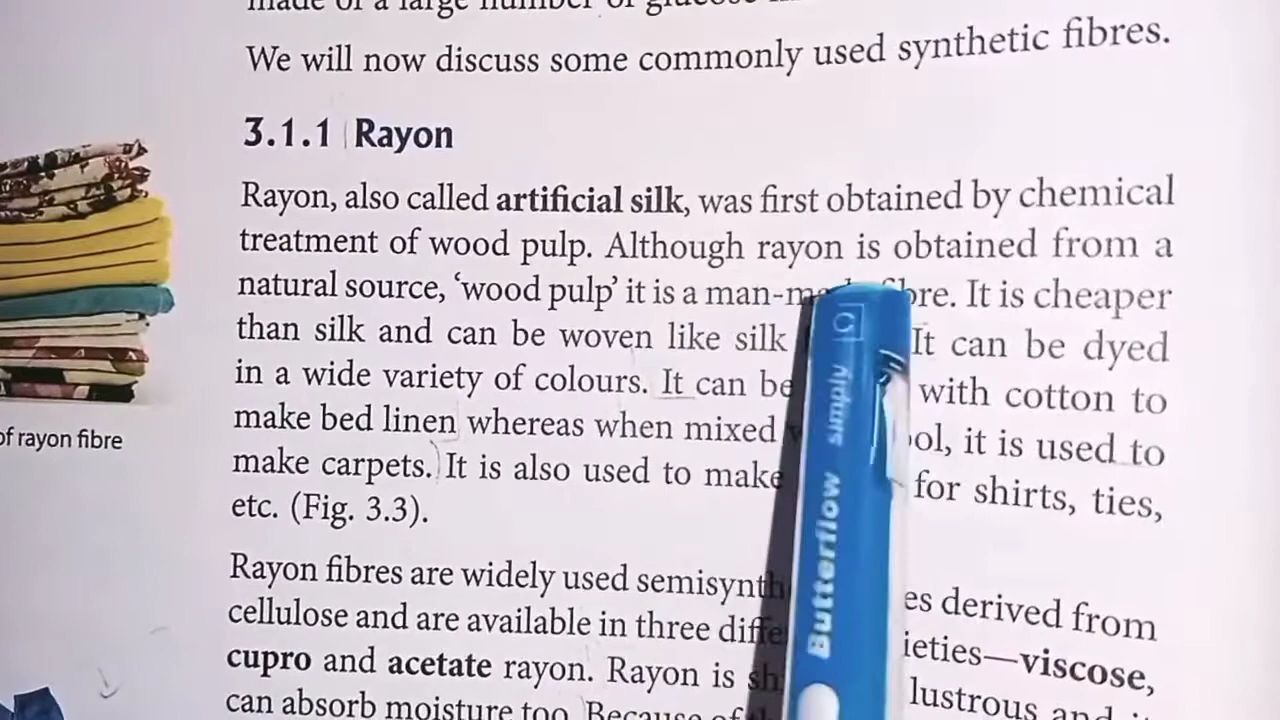 We will now discuss some commonly used synthetic fibres.
3.1.1 Rayon
Rayon, also called artificial silk, was first obtained by chemical
treatment of wood pulp. Although rayon is obtained from a
natural source, ‘wood pulp’ it is a man-made fibre. It is cheaper
than silk and can be woven like silk It can be dyed
in a wide variety of colours. It can be with cotton to
make bed linen whereas when mixed it is used to
make carpets. It is also used to make for shirts, ties,
etc. (Fig. 3.3).
of rayon fibre
Rayon fibres are widely used derived from
cellulose and are available in three viscose,
cupro and acetate rayon. Rayon is lustrous and
can absorb moisture too. Because of
Butterflow simply